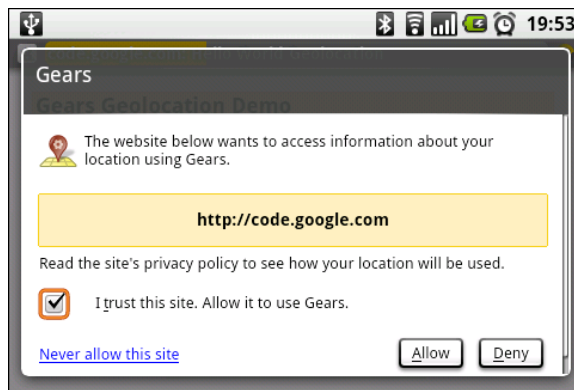 19:53
Gears
Gears Geolocation Demo
The website below wants to access information about your
location using Gears.
http://code.google.com
Read the site's privacy policy to see how your location will be used.
I trust this site. Allow it to use Gears.
Never allow this site
Allow
Deny